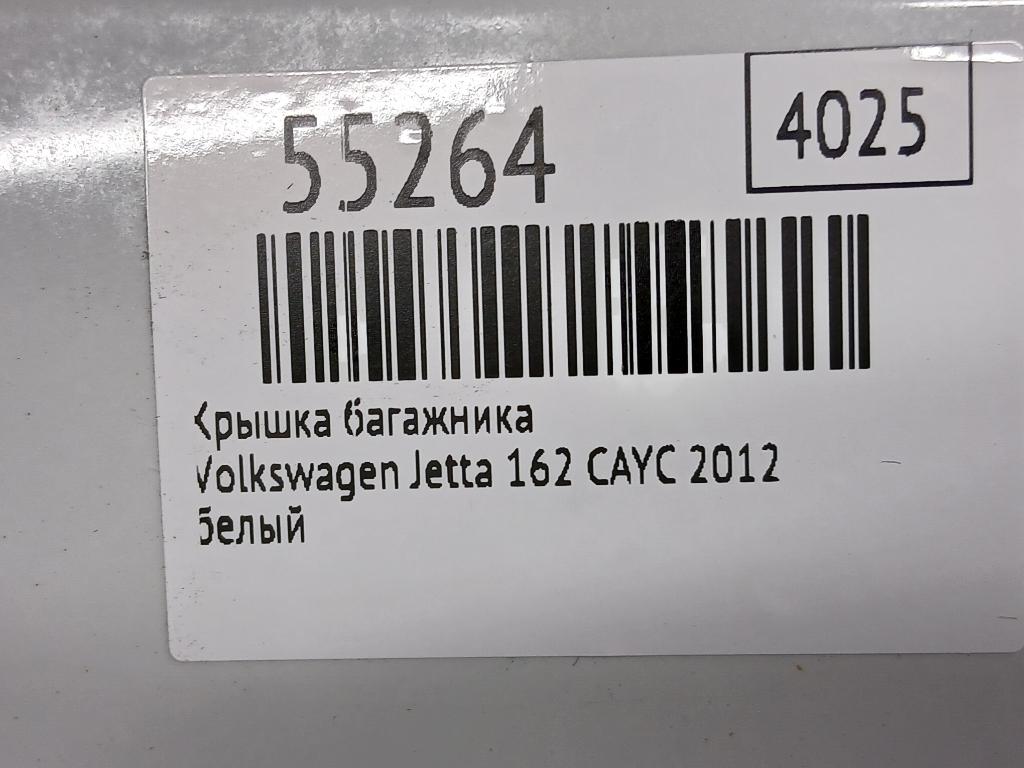 55264
4025
Крышка багажника
Volkswagen Jetta 162 CAYC 2012
белый